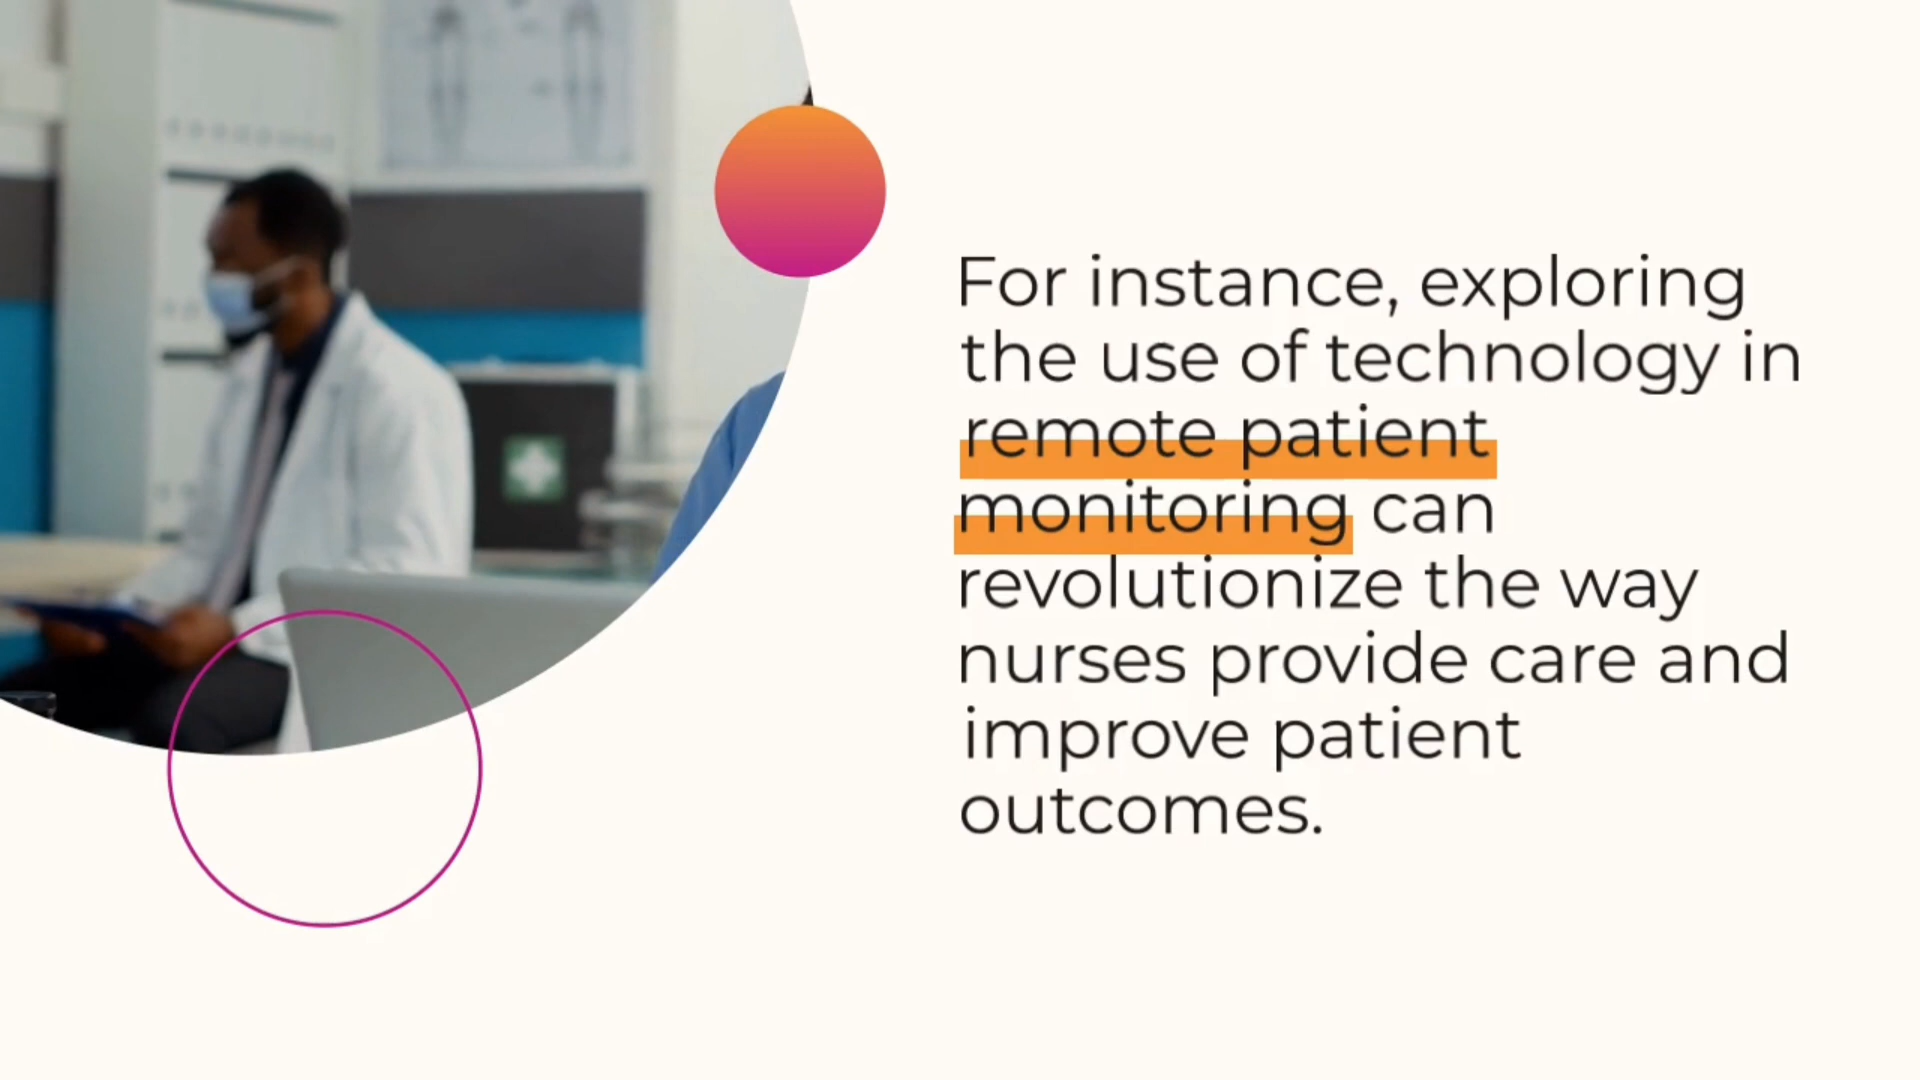 For instance, exploring
the use of technology in
remote patient
monitoring can
revolutionize the way
nurses provide care and
improve patient
outcomes.